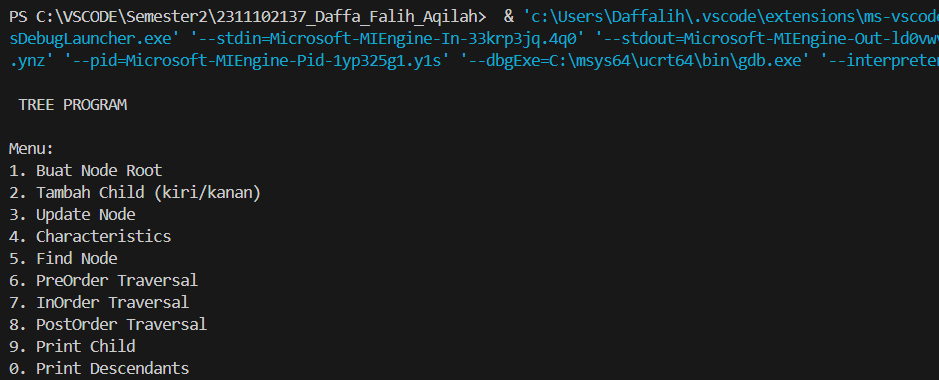 PS C:\VSCODE\Semester2\2311102137_Daffa_Falih_Aqilah>  & 'c:\Users\Daffalih\.vscode\extensions\ms-vscod
sDebugLauncher.exe' '--stdin=Microsoft-MIEngine-In-33krp3jq.4q0' '--stdout=Microsoft-MIEngine-Out-ld0vw
.ynz' '--pid=Microsoft-MIEngine-Pid-1yp325g1.y1s' '--dbgExe=C:\msys64\ucrt64\bin\gdb.exe' '--interprete
TREE PROGRAM
Menu:
1. Buat Node Root
2. Tambah Child (kiri/kanan)
3. Update Node
4. Characteristics
5. Find Node
6. PreOrder Traversal
7. InOrder Traversal
8. PostOrder Traversal
9. Print Child
0. Print Descendants